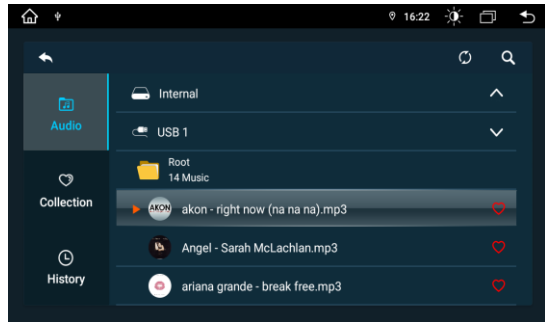 16:22
Internal
Audio
USB 1
Root
14 Music
Collection
AKON
akon - right now (na na na).mp3
Angel - Sarah McLachlan.mp3
History
ariana grande - break free.mp3